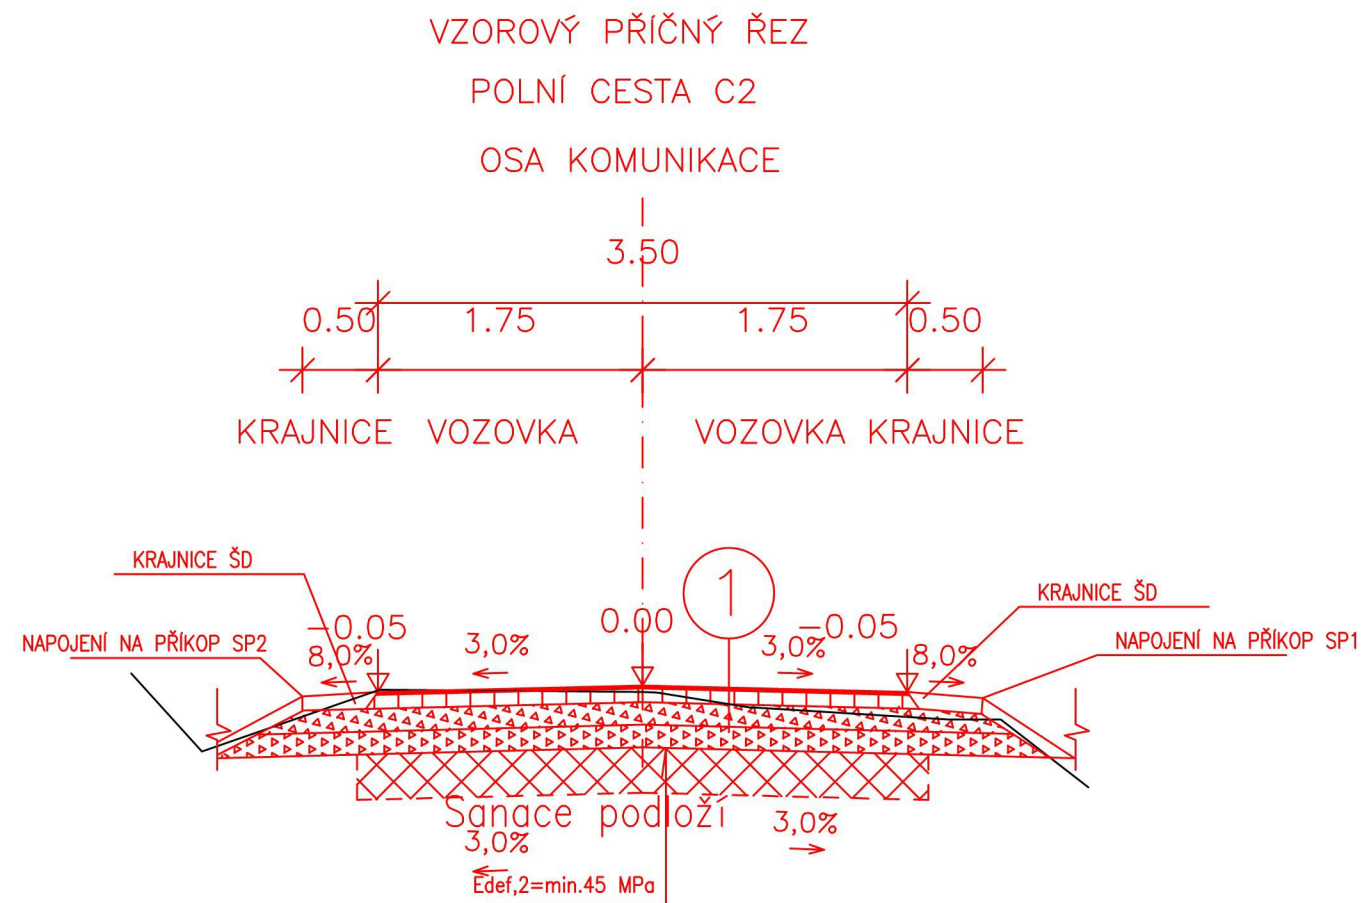 VZOROVÝ PŘÍČNÝ ŘEZ
POLNÍ CESTA C2
OSA KOMUNIKACE
3.50
0.50 1.75 1.75 0.50
KRAJNICE VOZOVKA VOZOVKA KRAJNICE
KRAJNICE ŠD
1
KRAJNICE ŠD
-0.05 0.00 -0.05
NAPOJENÍ NA PŘÍKOP SP2
8,0% 3,0% 3,0% 8,0%
NAPOJENÍ NA PŘÍKOP SP1
Sanace podloží
3,0% 3,0%
Edef,2=min.45 MPa